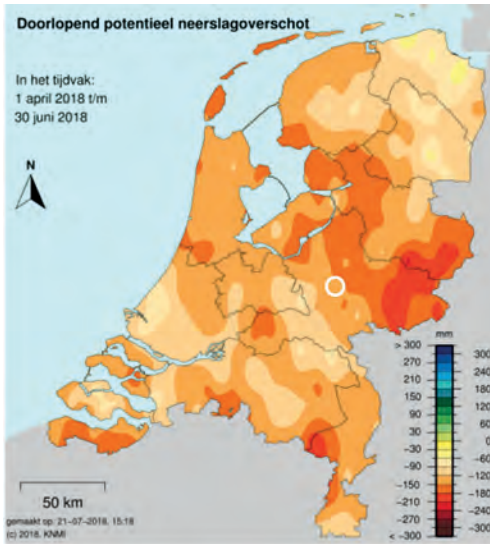 Doorlopend potentieel neerslagoverschot
In het tijdvak:
1 april 2018 t/m
30 juni 2018
N
mm
> 300
300
270
240
210
180
150
120
90
60
30
0
-30
-60
-90
-120
-150
-180
-210
-240
-270
-300
< -300
50 km
gemaakt op: 21-07-2018, 15:18
(c) 2018, KNMI